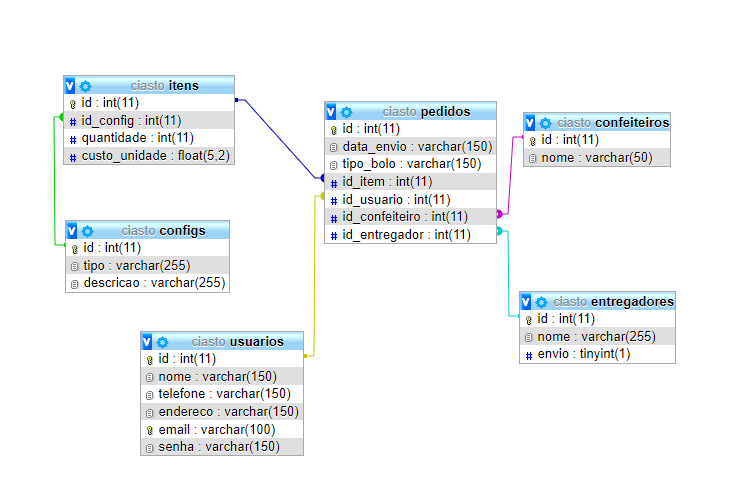 ciasto itens
id : int(11)
id_config : int(11)
quantidade : int(11)
custo_unidade : float(5,2)
ciasto configs
id : int(11)
tipo : varchar(255)
descricao : varchar(255)
ciasto usuarios
id : int(11)
nome : varchar(150)
telefone : varchar(150)
endereco : varchar(150)
email : varchar(100)
senha : varchar(150)
ciasto pedidos
id : int(11)
data_envio : varchar(150)
tipo_bolo : varchar(150)
id_item : int(11)
id_usuario : int(11)
id_confeiteiro : int(11)
id_entregador : int(11)
ciasto confeiteiros
id : int(11)
nome : varchar(50)
ciasto entregadores
id : int(11)
nome : varchar(255)
envio : tinyint(1)